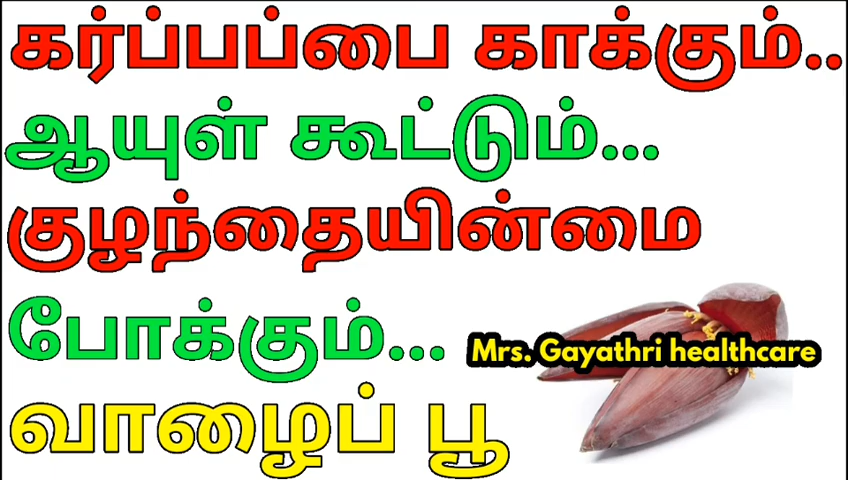 கர்ப்பப்பை காக்கும்..
ஆயுள் கூட்டும்...
குழந்தையின்மை
போக்கும்...
Mrs. Gayathri healthcare
வாழைப் பூ